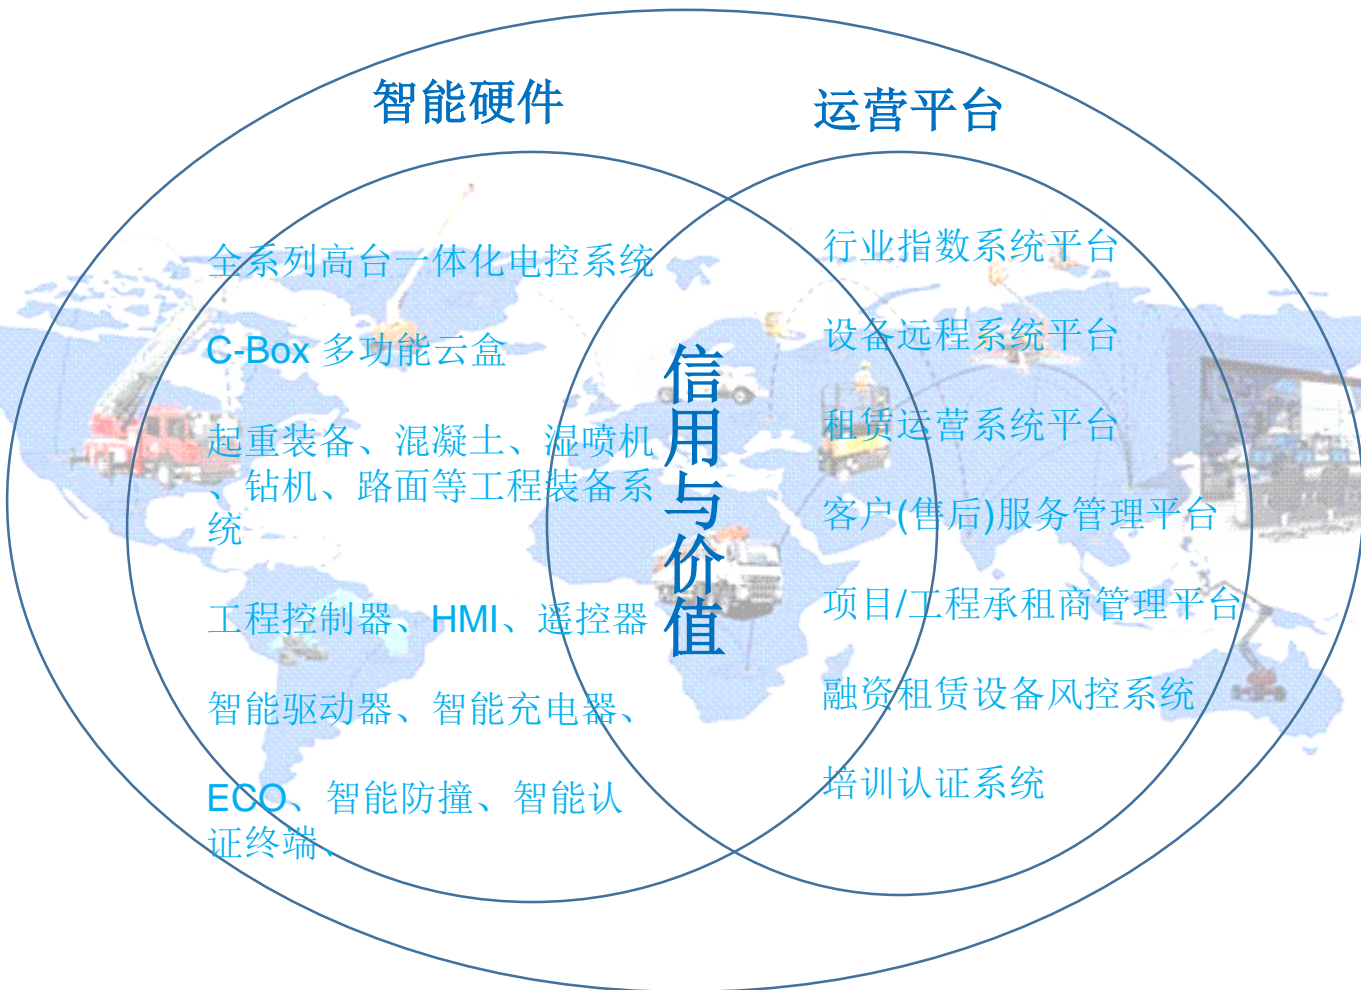 智能硬件
运营平台
全系列高台一体化电控系统
C-Box 多功能云盒
起重装备、混凝土、湿喷机
、钻机、路面等工程装备系
统
工程控制器、HMI、遥控器
智能驱动器、智能充电器、
ECO、智能防撞、智能认
证终端、
信用与价值
行业指数系统平台
设备远程系统平台
租赁运营系统平台
客户(售后)服务管理平台
项目/工程承租商管理平台
融资租赁设备风控系统
培训认证系统